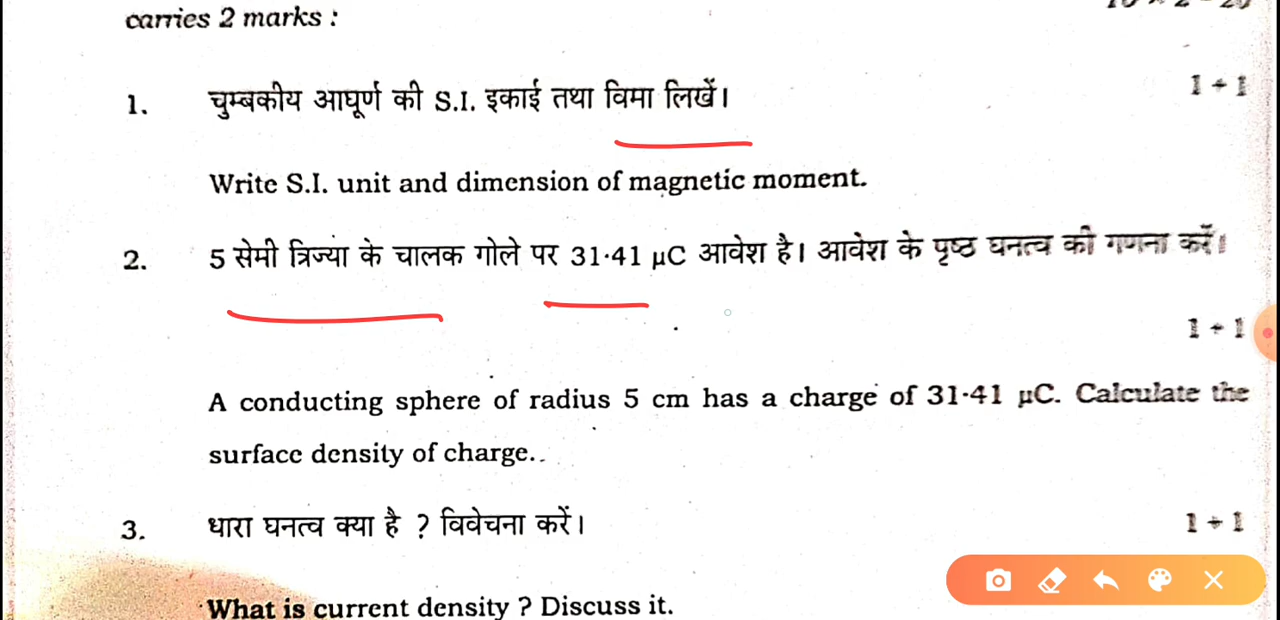 carries 2 marks :
1. चुम्बकीय आघूर्ण की S.I. इकाई तथा विमा लिखें। 1 + 1
Write S.I. unit and dimension of magnetic moment.
2. 5 सेमी त्रिज्या के चालक गोले पर 31·41 μC आवेश है। आवेश के पृष्ठ घनत्व की गणना करें।
1 + 1
A conducting sphere of radius 5 cm has a charge of 31·41 μC. Calculate the
surface density of charge.
3. धारा घनत्व क्या है ? विवेचना करें। 1 + 1
What is current density ? Discuss it.